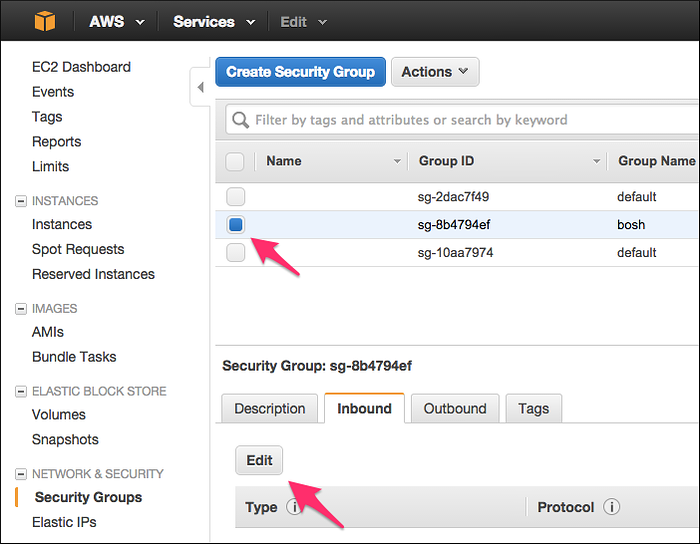 AWS Services Edit
EC2 Dashboard
Events
Tags
Reports
Limits
INSTANCES
Instances
Spot Requests
Reserved Instances
IMAGES
AMIs
Bundle Tasks
ELASTIC BLOCK STORE
Volumes
Snapshots
NETWORK & SECURITY
Security Groups
Elastic IPs
Create Security Group Actions
Filter by tags and attributes or search by keyword
Name Group ID Group Name
sg-2dac7f49 default
sg-8b4794ef bosh
sg-10aa7974 default
Security Group: sg-8b4794ef
Description Inbound Outbound Tags
Edit
Type i Protocol i